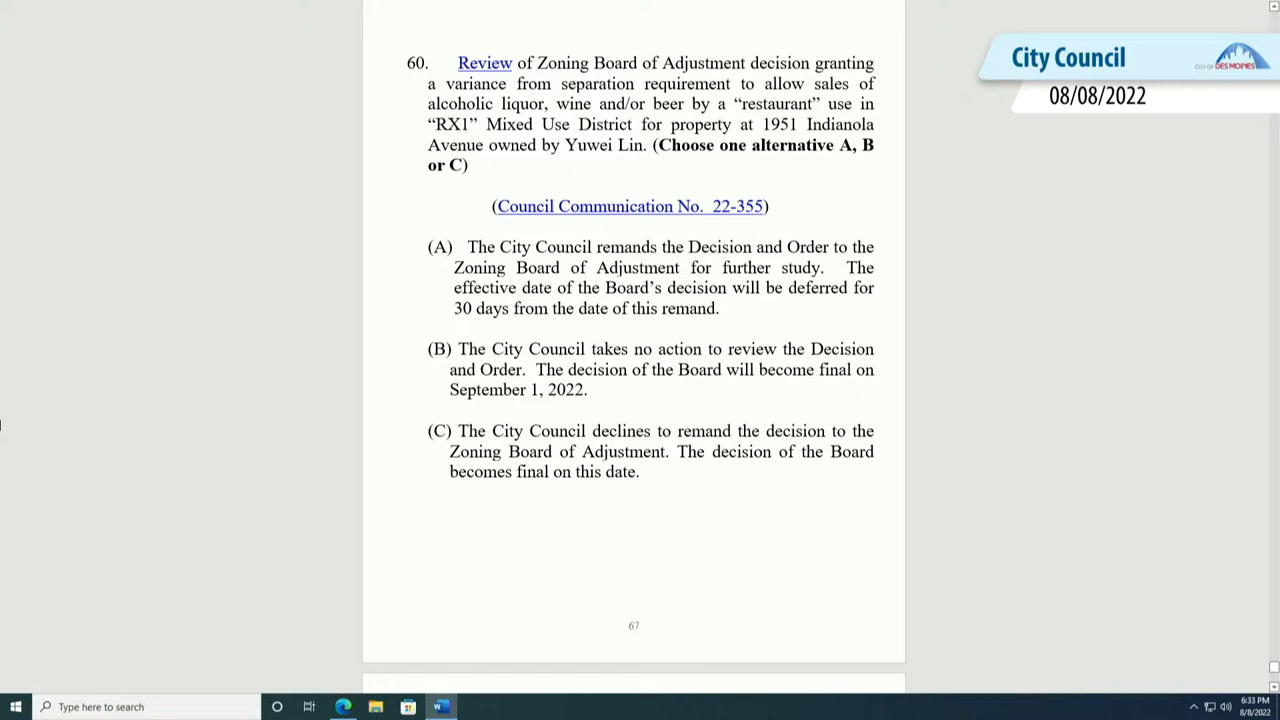 60. Review of Zoning Board of Adjustment decision granting
a variance from separation requirement to allow sales of
alcoholic liquor, wine and/or beer by a “restaurant” use in
“RX1” Mixed Use District for property at 1951 Indianola
Avenue owned by Yuwei Lin. (Choose one alternative A, B
or C)
(Council Communication No. 22-355)
(A) The City Council remands the Decision and Order to the
Zoning Board of Adjustment for further study. The
effective date of the Board’s decision will be deferred for
30 days from the date of this remand.
(B) The City Council takes no action to review the Decision
and Order. The decision of the Board will become final on
September 1, 2022.
(C) The City Council declines to remand the decision to the
Zoning Board of Adjustment. The decision of the Board
becomes final on this date.
67
City Council
CITY OF DES MOINES
08/08/2022
Type here to search
6:33 PM
8/8/2022